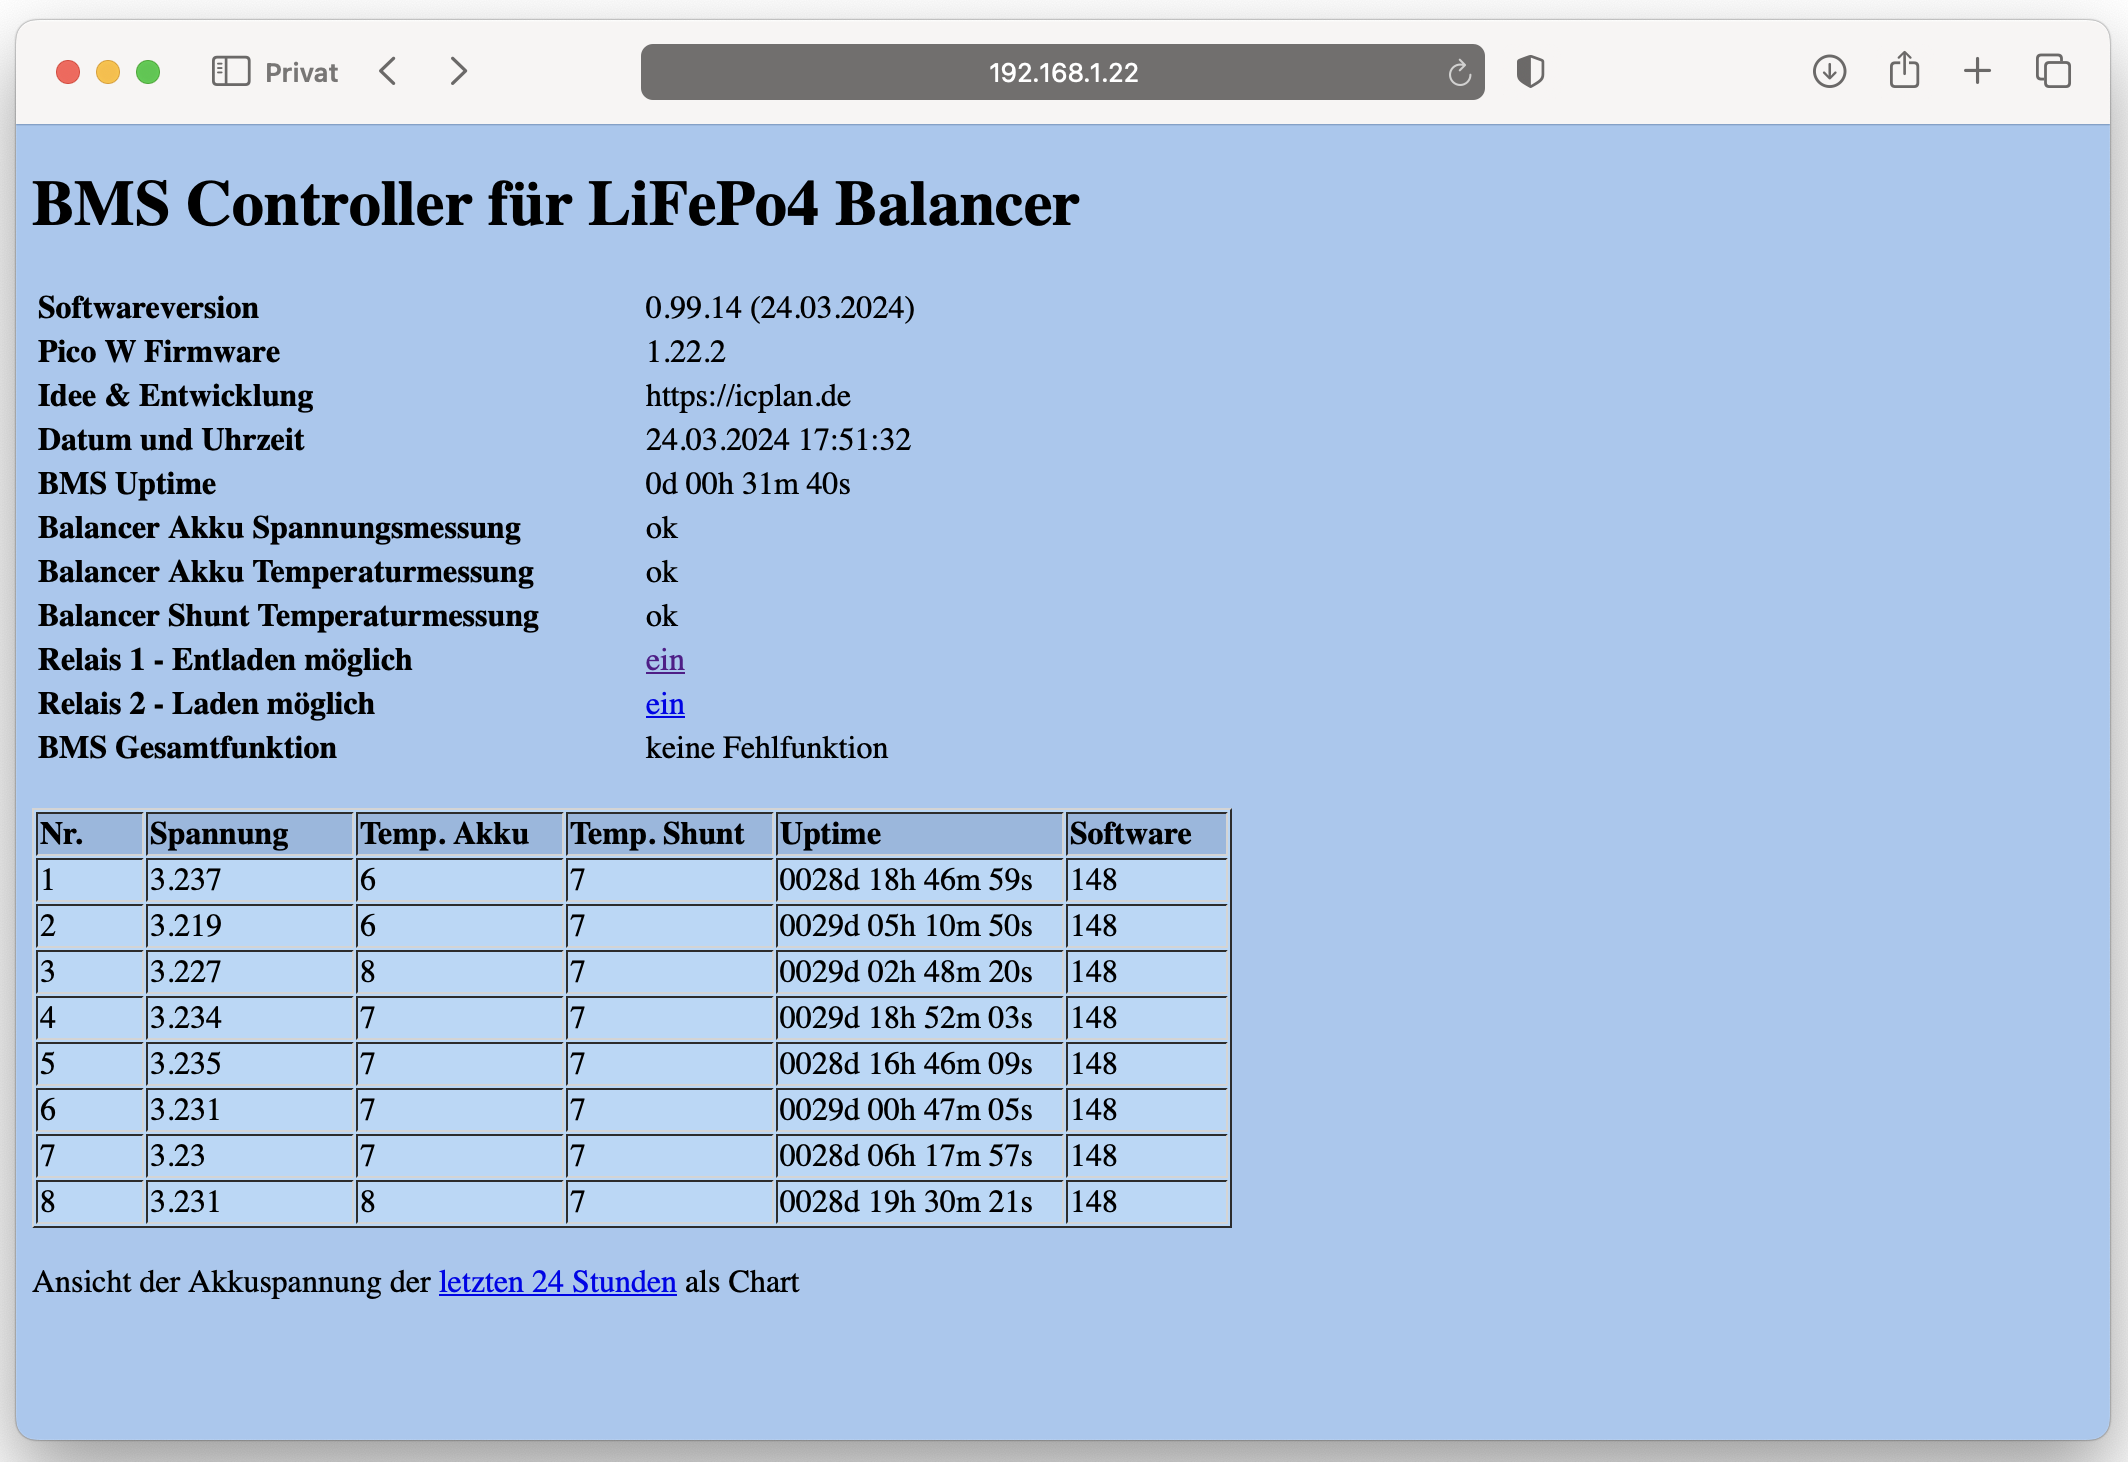 Privat
192.168.1.22
BMS Controller für LiFePo4 Balancer
Softwareversion 0.99.14 (24.03.2024)
Pico W Firmware 1.22.2
Idee & Entwicklung https://icplan.de
Datum und Uhrzeit 24.03.2024 17:51:32
BMS Uptime 0d 00h 31m 40s
Balancer Akku Spannungsmessung ok
Balancer Akku Temperaturmessung ok
Balancer Shunt Temperaturmessung ok
Relais 1 - Entladen möglich ein
Relais 2 - Laden möglich ein
BMS Gesamtfunktion keine Fehlfunktion
Nr. Spannung Temp. Akku Temp. Shunt Uptime Software
1 3.237 6 7 0028d 18h 46m 59s 148
2 3.219 6 7 0029d 05h 10m 50s 148
3 3.227 8 7 0029d 02h 48m 20s 148
4 3.234 7 7 0029d 18h 52m 03s 148
5 3.235 7 7 0028d 16h 46m 09s 148
6 3.231 7 7 0029d 00h 47m 05s 148
7 3.23 7 7 0028d 06h 17m 57s 148
8 3.231 8 7 0028d 19h 30m 21s 148
Ansicht der Akkuspannung der letzten 24 Stunden als Chart